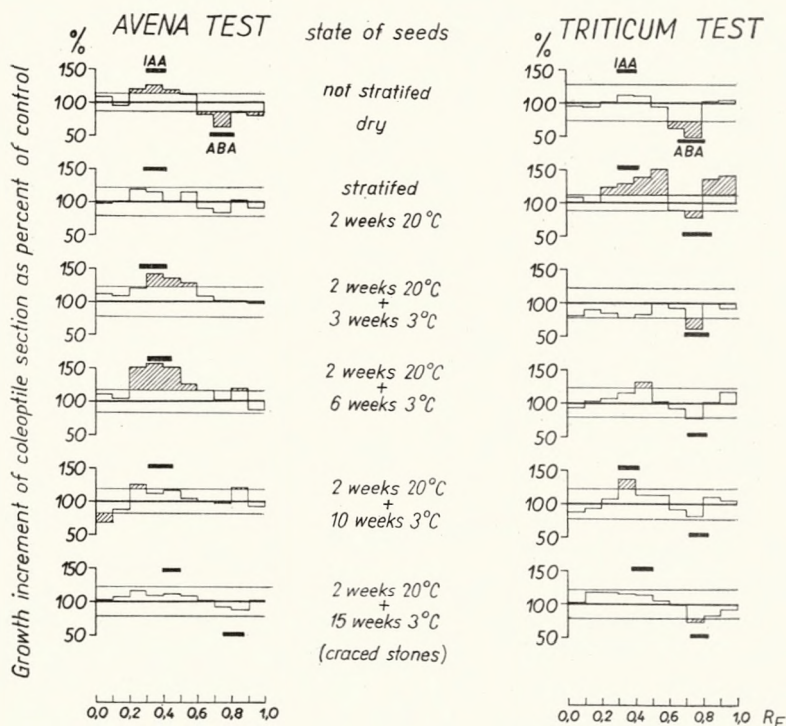 AVENA TEST
state of seeds
TRITICUM TEST
Growth increment of coleoptile section as percent of control
%
150
100
50
IAA
ABA
not stratifed
dry
%
150
100
50
IAA
ABA
150
100
50
stratifed
2 weeks 20°C
150
100
50
150
100
50
2 weeks 20°C
+
3 weeks 3°C
150
100
50
150
100
50
2 weeks 20°C
+
6 weeks 3°C
150
100
50
150
100
50
2 weeks 20°C
+
10 weeks 3°C
150
100
50
150
100
50
2 weeks 20°C
+
15 weeks 3°C
(craced stones)
150
100
50
0,0 0,2 0,4 0,6 0,8 1,0
0,0 0,2 0,4 0,6 0,8 1,0 RF